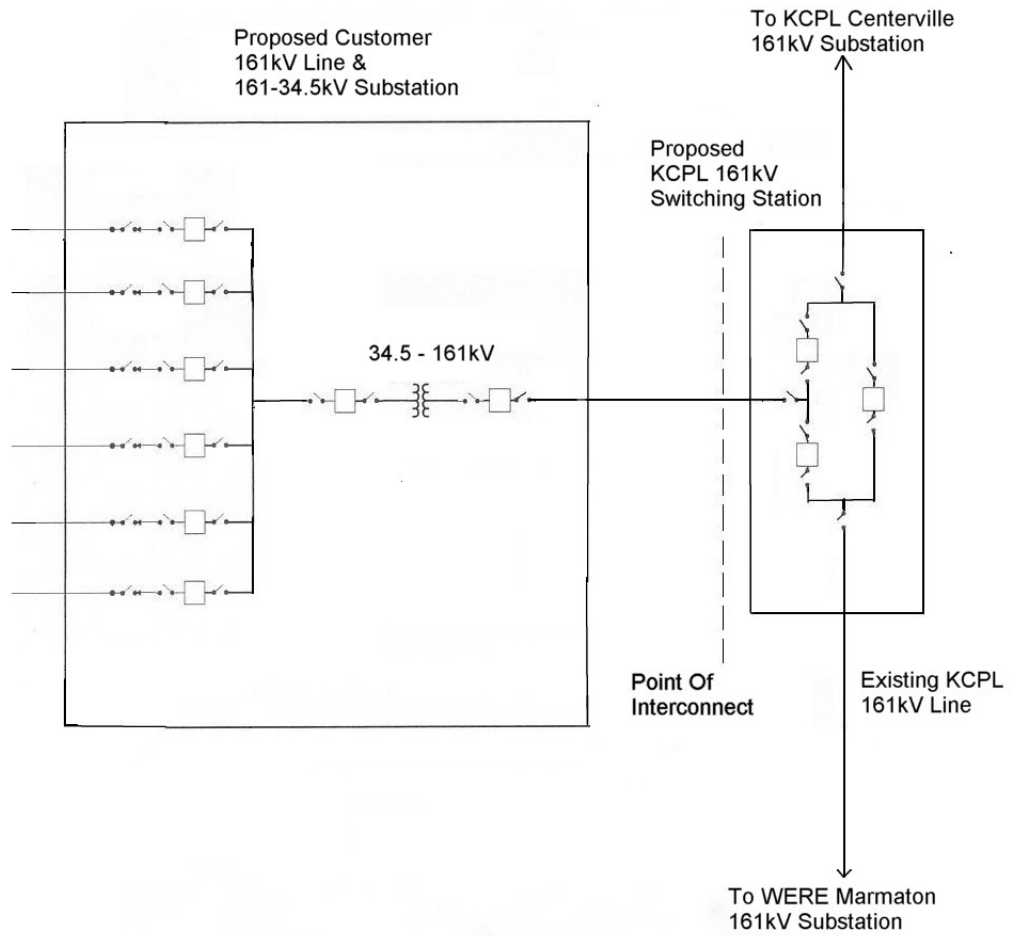 To KCPL Centerville
161kV Substation
Proposed Customer
161kV Line &
161-34.5kV Substation
Proposed
KCPL 161kV
Switching Station
34.5 - 161kV
Point Of
Interconnect
Existing KCPL
161kV Line
To WERE Marmaton
161kV Substation